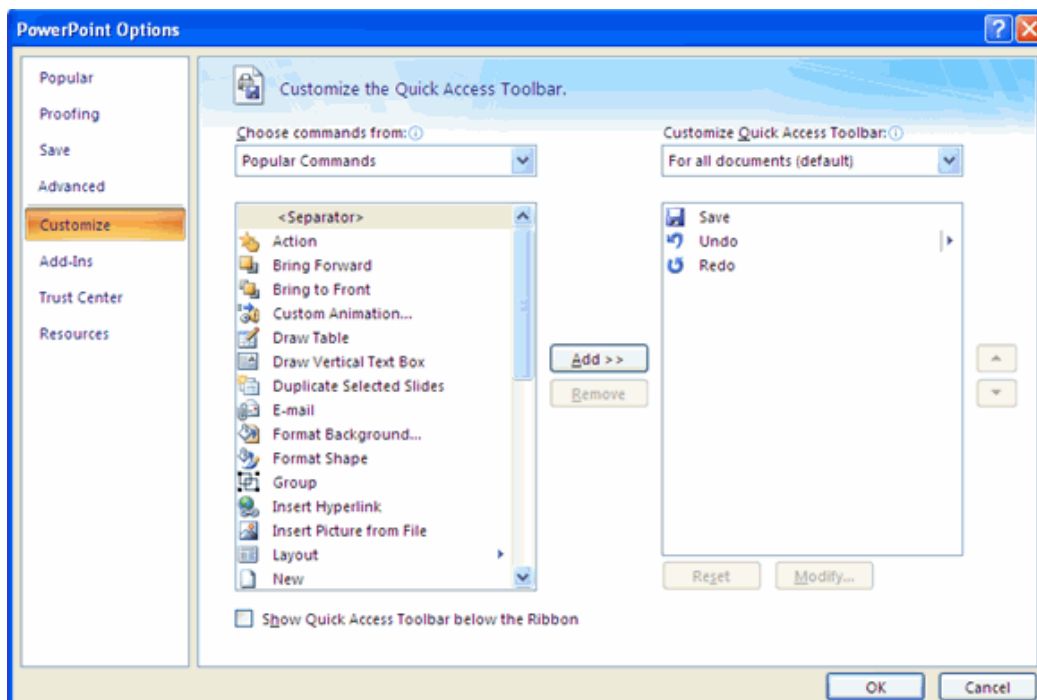 PowerPoint Options
Popular
Proofing
Save
Advanced
Customize
Add-Ins
Trust Center
Resources
Customize the Quick Access Toolbar.
Choose commands from:
Popular Commands
<Separator>
Action
Bring Forward
Bring to Front
Custom Animation...
Draw Table
Draw Vertical Text Box
Duplicate Selected Slides
E-mail
Format Background...
Format Shape
Group
Insert Hyperlink
Insert Picture from File
Layout
New
Show Quick Access Toolbar below the Ribbon
Add >>
Remove
Customize Quick Access Toolbar:
For all documents (default)
Save
Undo
Redo
Reset
Modify...
OK
Cancel